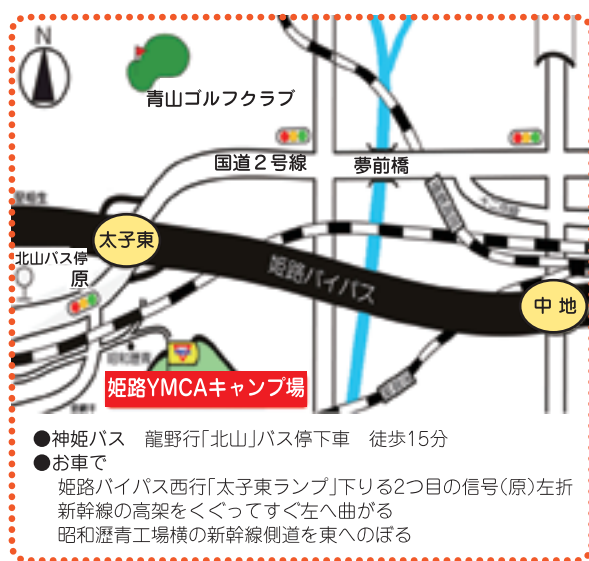 N
青山ゴルフクラブ
国道2号線
夢前橋
太子東
北山バス停
原
姫路バイパス
中地
昭和瀝青
姫路YMCAキャンプ場
●神姫バス 龍野行「北山」バス停下車 徒歩15分
●お車で
姫路バイパス西行「太子東ランプ」下りる2つ目の信号(原)左折
新幹線の高架をくぐってすぐ左へ曲がる
昭和瀝青工場横の新幹線側道を東へのぼる